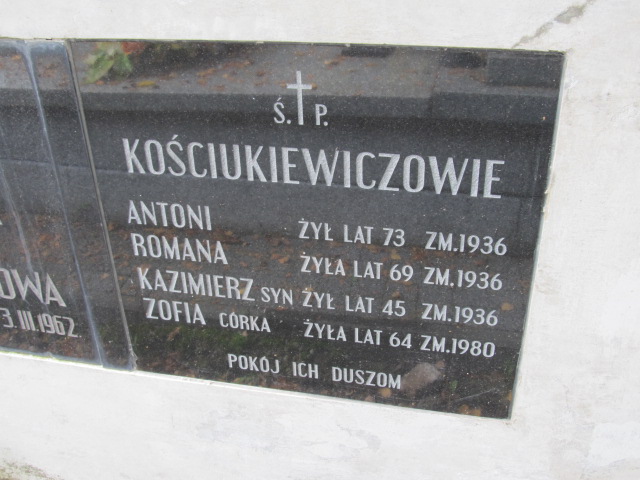 Ś. P.
KOŚCIUKIEWICZOWIE
ANTONI ŻYŁ LAT 73 ZM.1936
ROMANA ŻYŁA LAT 69 ZM.1936
KAZIMIERZ SYN ŻYŁ LAT 45 ZM.1936
ZOFIA CÓRKA ŻYŁA LAT 64 ZM.1980
POKÓJ ICH DUSZOM
OWA
3.III.1962